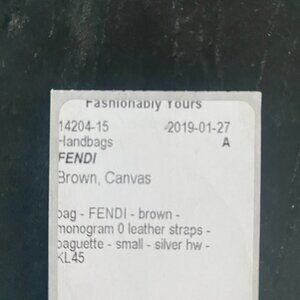 Fashionably Yours
14204-15 2019-01-27
Handbags A
FENDI
Brown, Canvas
bag - FENDI - brown -
monogram 0 leather straps -
baguette - small - silver hw -
KL45